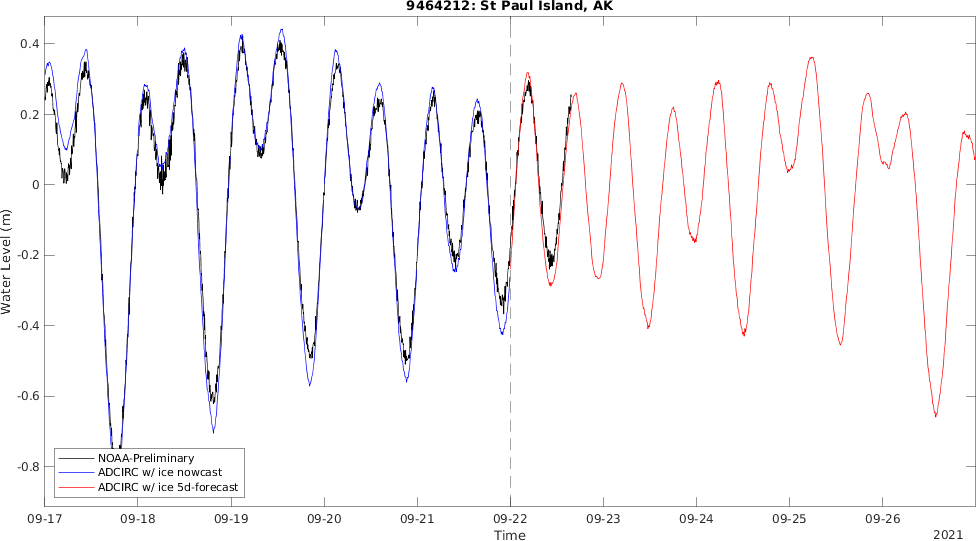 9464212: St Paul Island, AK
Water Level (m)
0.4
0.2
0
-0.2
-0.4
-0.6
-0.8
NOAA-Preliminary
ADCIRC w/ ice nowcast
ADCIRC w/ ice 5d-forecast
09-17 09-18 09-19 09-20 09-21 09-22 09-23 09-24 09-25 09-26
Time
2021